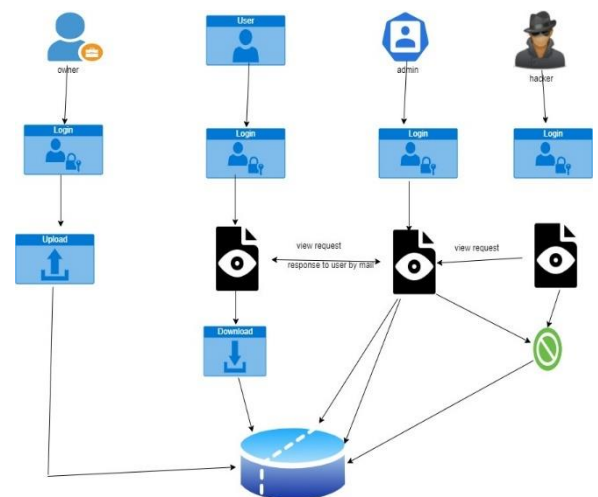 owner
User
admin
hacker
Login
Login
Login
Login
Upload
view request
response to user by mail
view request
Download